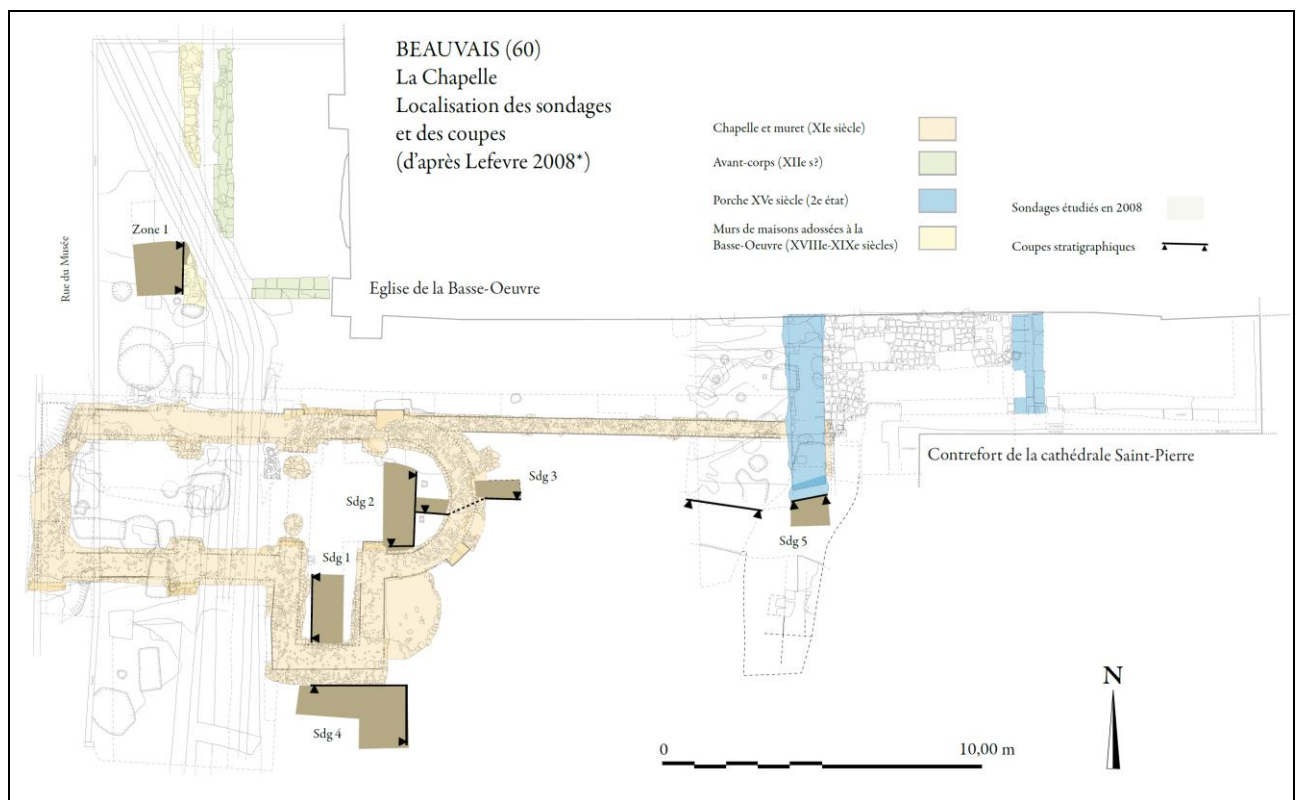 BEAUVAIS (60)
La Chapelle
Localisation des sondages
et des coupes
(d'après Lefevre 2008*)
Chapelle et muret (XIe siècle)
Avant-corps (XIIe s?)
Porche XVe siècle (2e état)
Murs de maisons adossées à la
Basse-Oeuvre (XVIIIe-XIXe siècles)
Sondages étudiés en 2008
Coupes stratigraphiques
Zone 1
Rue du Musée
Eglise de la Basse-Oeuvre
Contrefort de la cathédrale Saint-Pierre
Sdg 2
Sdg 3
Sdg 1
Sdg 5
Sdg 4
N
0
10,00 m